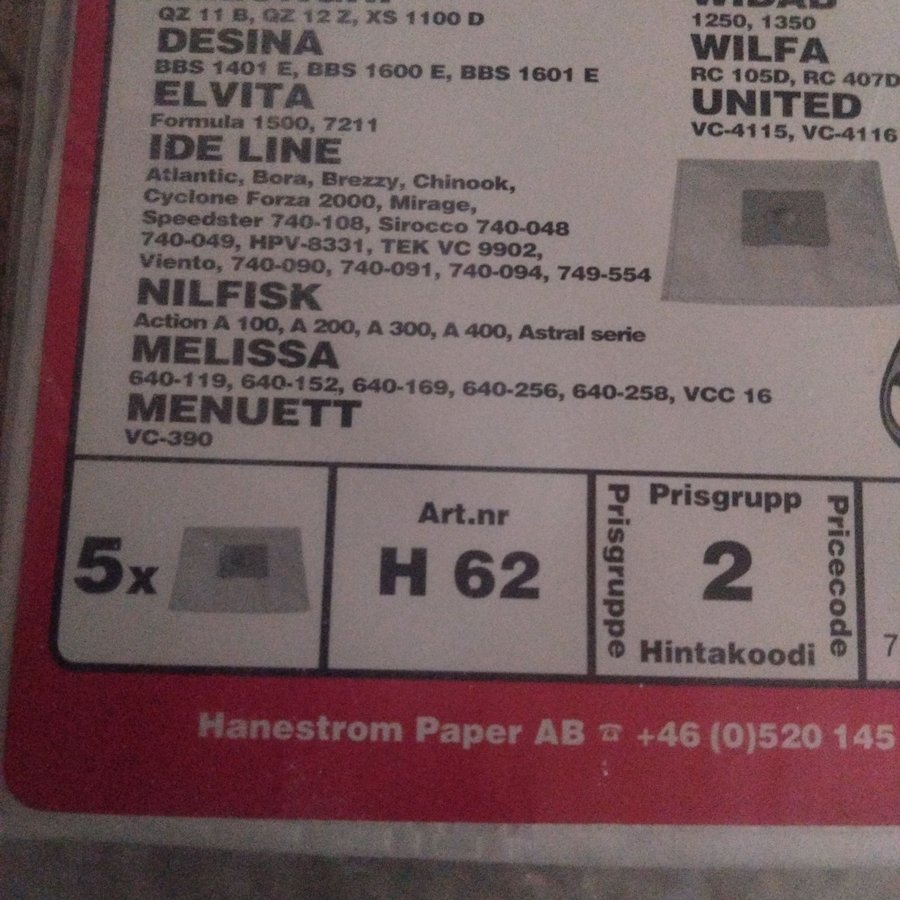 QZ 11 B, QZ 12 Z, XS 1100 D
DESINA
BBS 1401 E, BBS 1600 E, BBS 1601 E
ELVITA
Formula 1500, 7211
IDE LINE
Atlantic, Bora, Brezzy, Chinook,
Cyclone Forza 2000, Mirage,
Speedster 740-108, Sirocco 740-048
740-049, HPV-8331, TEK VC 9902,
Viento, 740-090, 740-091, 740-094, 749-554
NILFISK
Action A 100, A 200, A 300, A 400, Astral serie
MELISSA
640-119, 640-152, 640-169, 640-256, 640-258, VCC 16
MENUETT
VC-390
1250, 1350
WILFA
RC 105D, RC 407D
UNITED
VC-4115, VC-4116
5x
Art.nr
H 62
Prisgruppe
Prisgrupp
2
Hintakoodi
Pricecode
7
Hanestrom Paper AB ☎ +46 (0)520 145